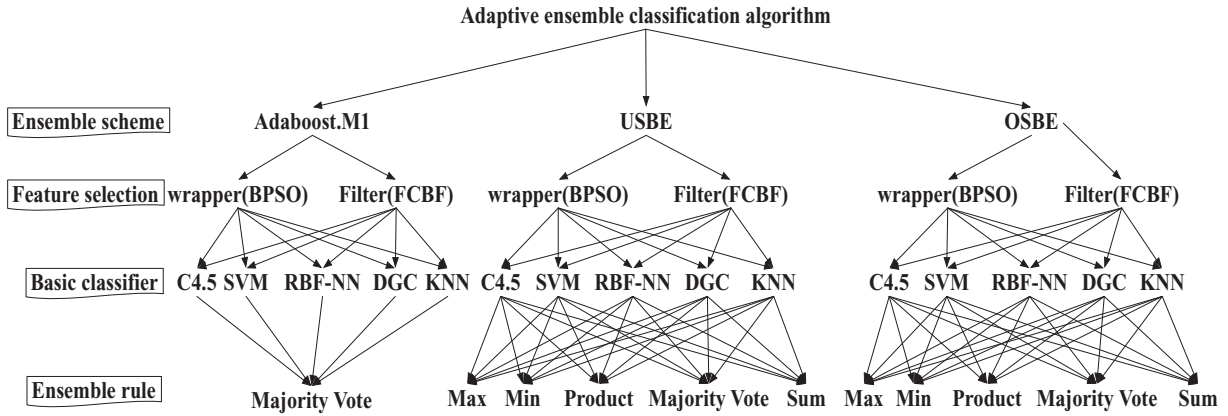 Adaptive ensemble classification algorithm
Ensemble scheme Adaboost.M1 USBE OSBE
Feature selection wrapper(BPSO) Filter(FCBF) wrapper(BPSO) Filter(FCBF) wrapper(BPSO) Filter(FCBF)
Basic classifier C4.5 SVM RBF-NN DGC KNN C4.5 SVM RBF-NN DGC KNN C4.5 SVM RBF-NN DGC KNN
Ensemble rule Majority Vote Max Min Product Majority Vote Sum Max Min Product Majority Vote Sum